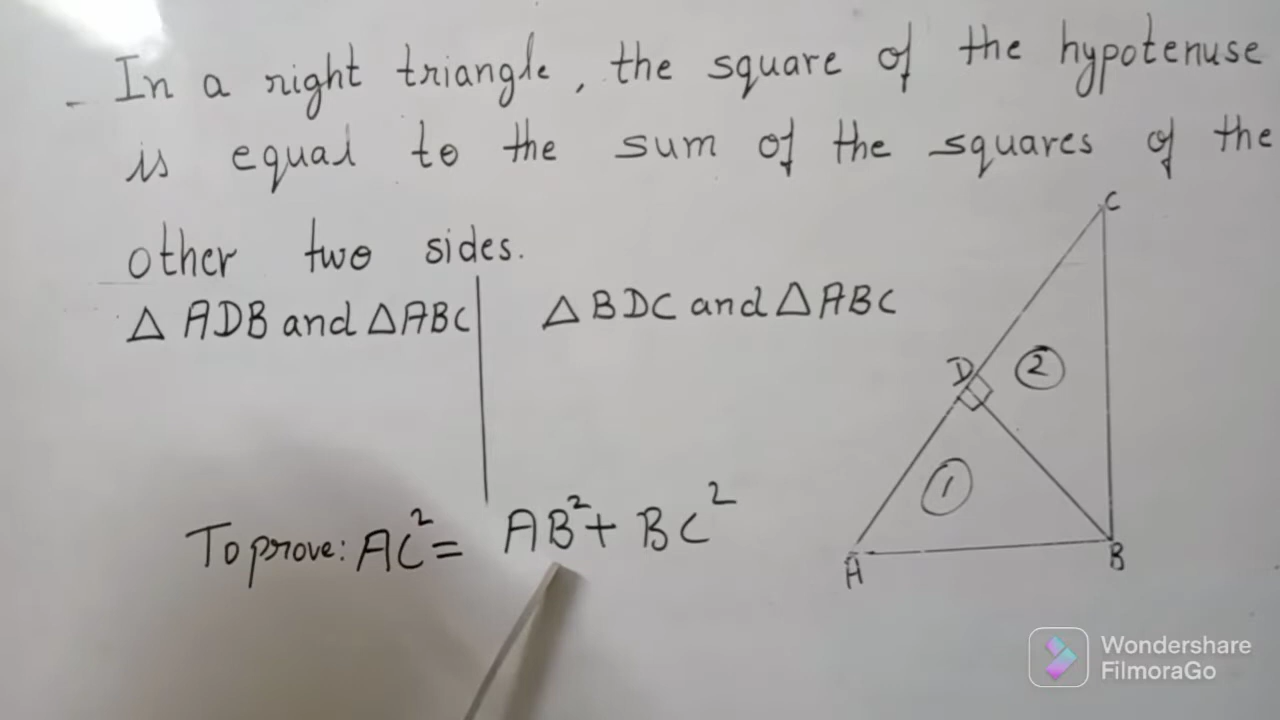 - In a right triangle, the square of the hypotenuse
is equal to the sum of the squares of the
other two sides.
△ ADB and △ABC
△ BDC and △ABC
To prove: AC² = AB² + BC²
C
D
2
1
A
B
Wondershare
FilmoraGo